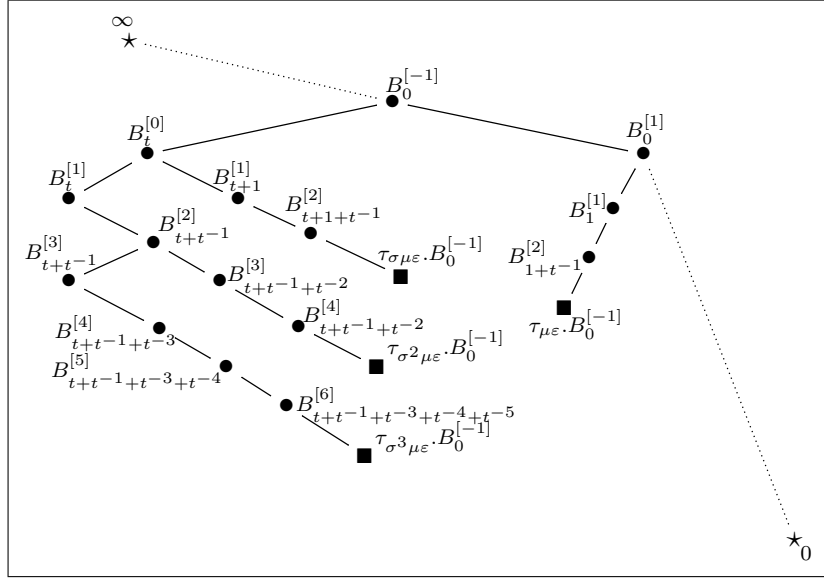 ∞
B_0^{[-1]}
B_t^{[0]}
B_0^{[1]}
B_t^{[1]}
B_{t+1}^{[1]}
B_{t+1+t^{-1}}^{[2]}
B_1^{[1]}
B_{t+t^{-1}}^{[2]}
B_{t+t^{-1}}^{[3]}
τ_{σμε}.B_0^{[-1]}
B_{1+t^{-1}}^{[2]}
B_{t+t^{-1}+t^{-2}}^{[3]}
B_{t+t^{-1}+t^{-2}}^{[4]}
τ_{με}.B_0^{[-1]}
B_{t+t^{-1}+t^{-3}}^{[4]}
τ_{σ^2με}.B_0^{[-1]}
B_{t+t^{-1}+t^{-3}+t^{-4}}^{[5]}
B_{t+t^{-1}+t^{-3}+t^{-4}+t^{-5}}^{[6]}
τ_{σ^3με}.B_0^{[-1]}
0